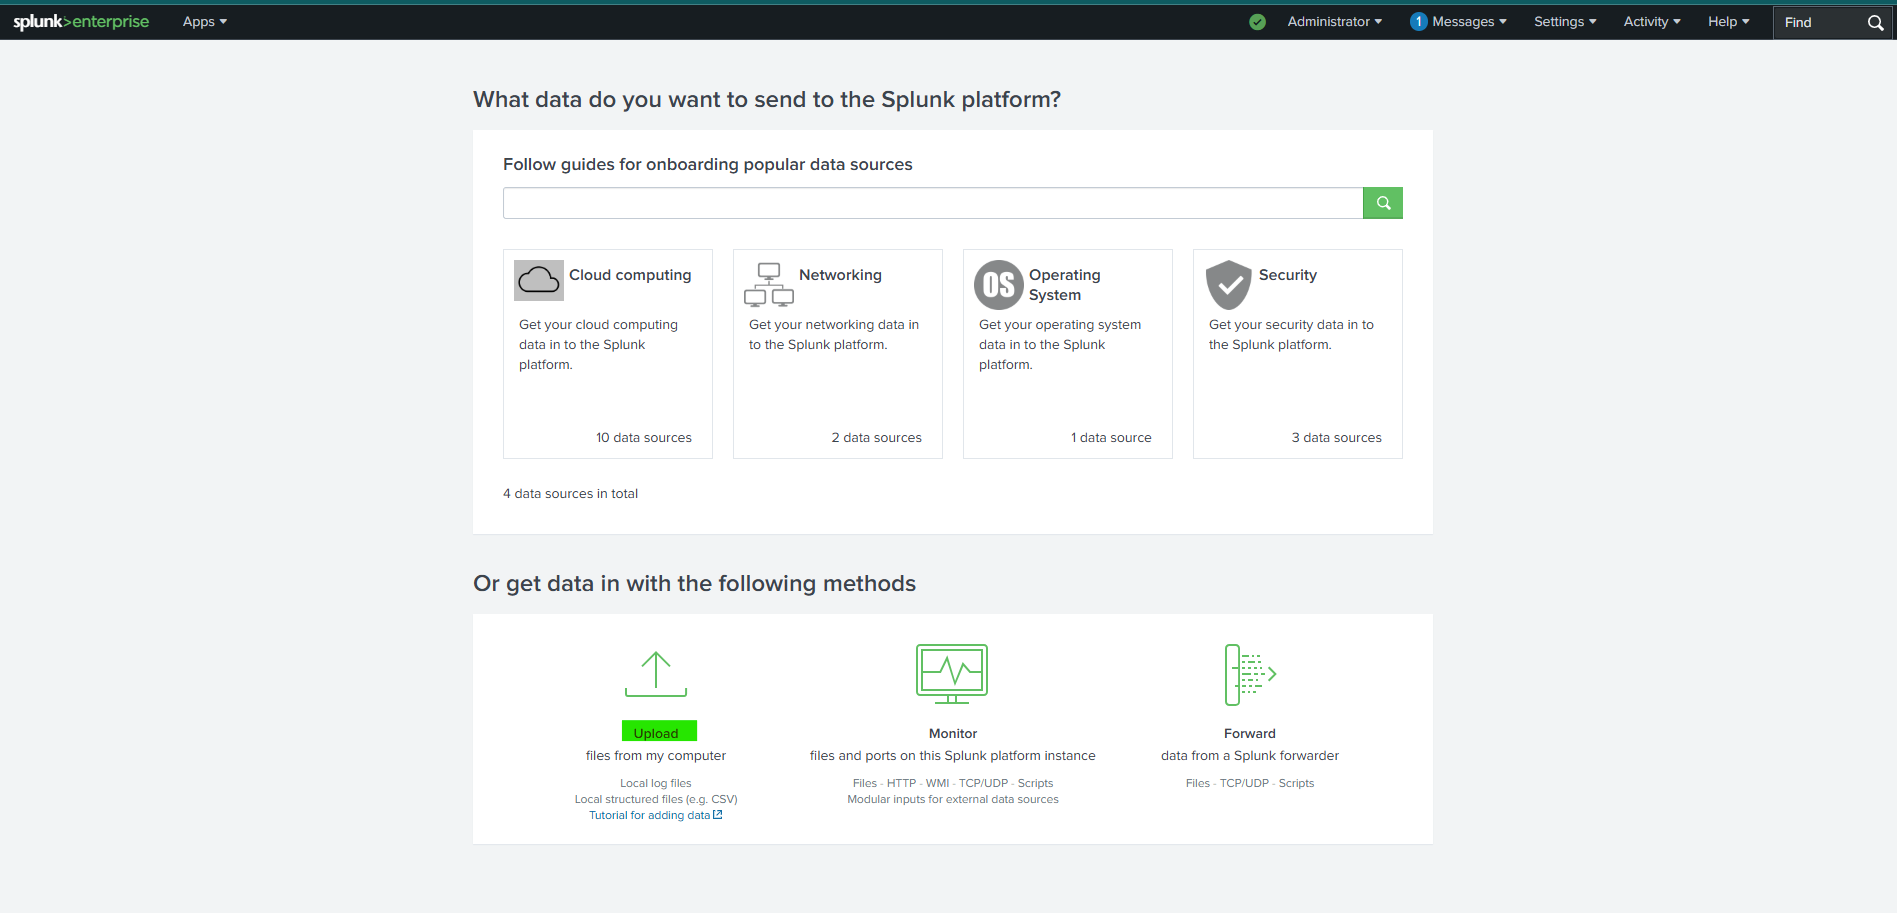 splunk>enterprise Apps Administrator 1 Messages Settings Activity Help Find
What data do you want to send to the Splunk platform?
Follow guides for onboarding popular data sources
Cloud computing
Get your cloud computing
data in to the Splunk
platform.
10 data sources
Networking
Get your networking data in
to the Splunk platform.
2 data sources
OS Operating
System
Get your operating system
data in to the Splunk
platform.
1 data source
Security
Get your security data in to
the Splunk platform.
3 data sources
4 data sources in total
Or get data in with the following methods
Upload
files from my computer
Local log files
Local structured files (e.g. CSV)
Tutorial for adding data
Monitor
files and ports on this Splunk platform instance
Files - HTTP - WMI - TCP/UDP - Scripts
Modular inputs for external data sources
Forward
data from a Splunk forwarder
Files - TCP/UDP - Scripts